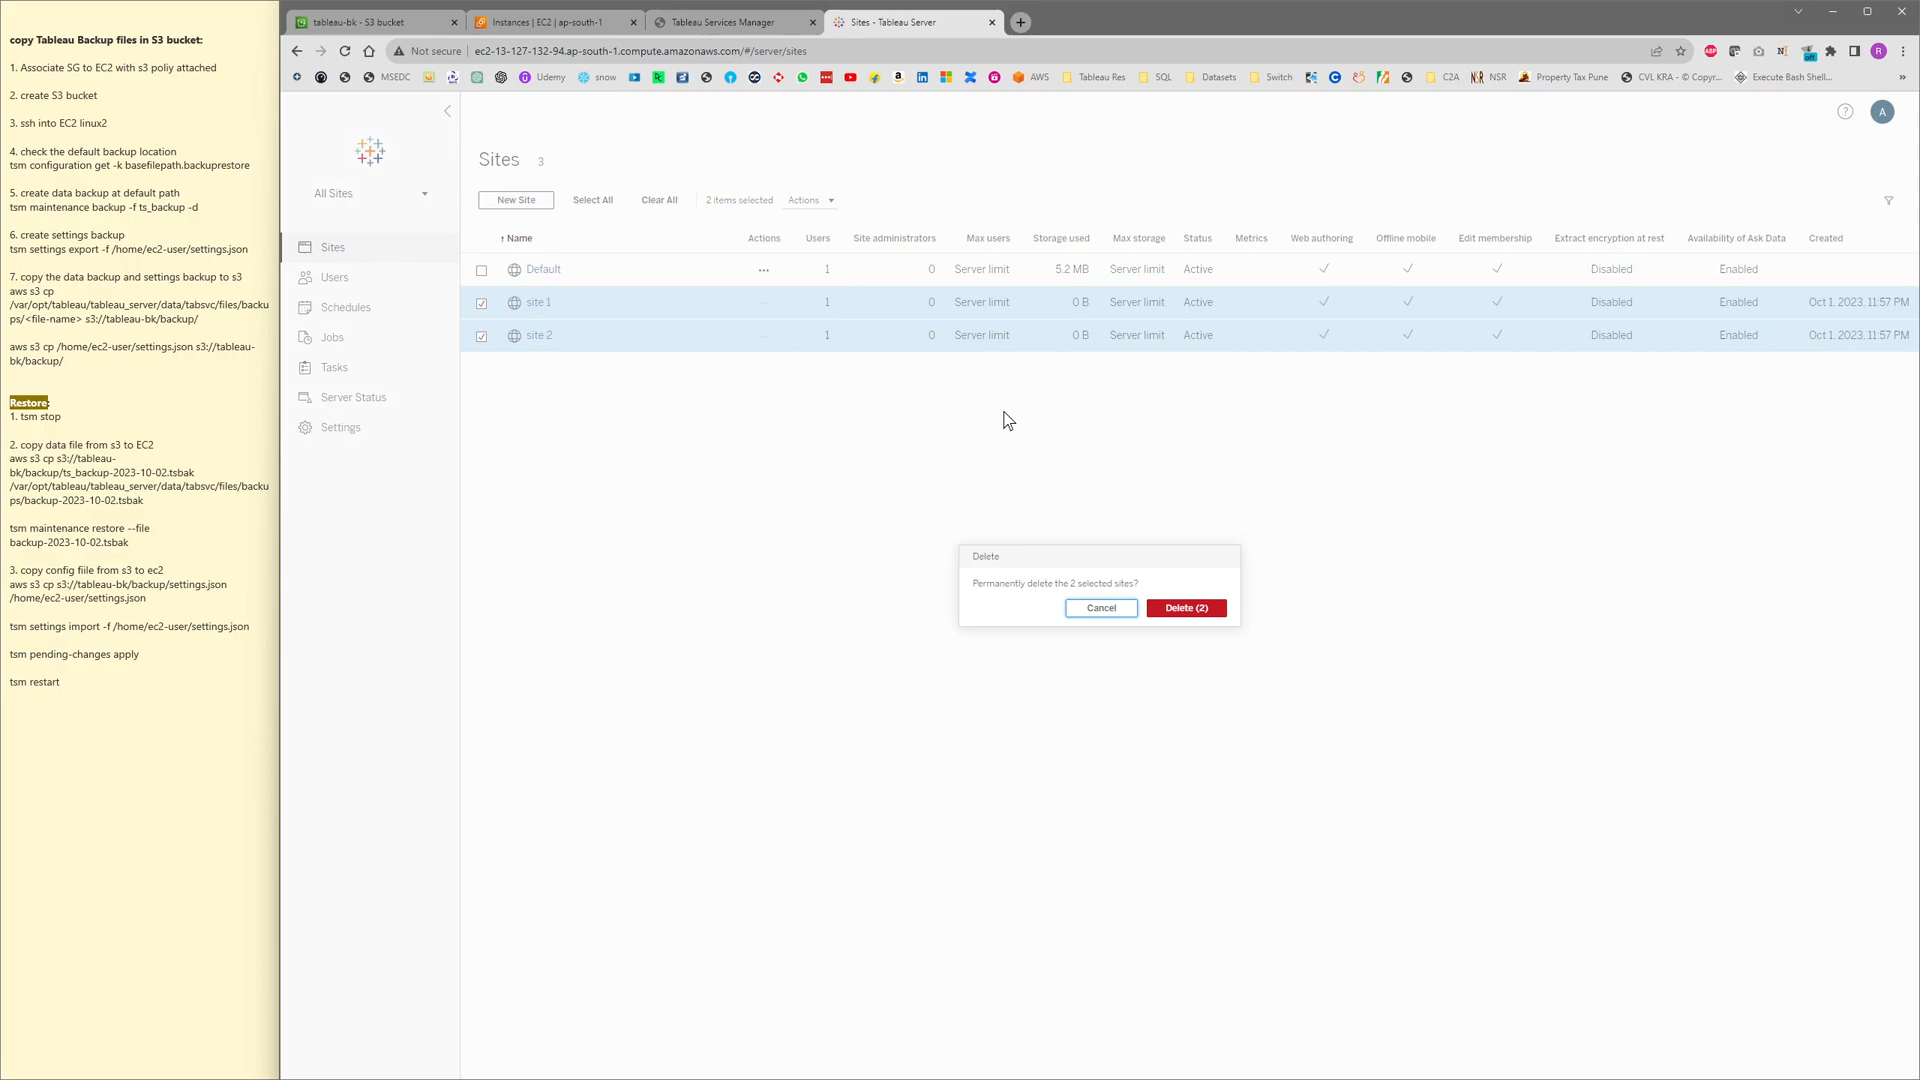 copy Tableau Backup files in S3 bucket:
1. Associate SG to EC2 with s3 poliy attached
2. create S3 bucket
3. ssh into EC2 linux2
4. check the default backup location
tsm configuration get -k basefilepath.backuprestore
5. create data backup at default path
tsm maintenance backup -f ts_backup -d
6. create settings backup
tsm settings export -f /home/ec2-user/settings.json
7. copy the data backup and settings backup to s3
aws s3 cp
/var/opt/tableau/tableau_server/data/tabsvc/files/backu
ps/<file-name> s3://tableau-bk/backup/
aws s3 cp /home/ec2-user/settings.json s3://tableau-
bk/backup/
Restore:
1. tsm stop
2. copy data file from s3 to EC2
aws s3 cp s3://tableau-
bk/backup/ts_backup-2023-10-02.tsbak
/var/opt/tableau/tableau_server/data/tabsvc/files/backu
ps/backup-2023-10-02.tsbak
tsm maintenance restore --file
backup-2023-10-02.tsbak
3. copy config fiile from s3 to ec2
aws s3 cp s3://tableau-bk/backup/settings.json
/home/ec2-user/settings.json
tsm settings import -f /home/ec2-user/settings.json
tsm pending-changes apply
tsm restart
tableau-bk - S3 bucket
Instances | EC2 | ap-south-1
Tableau Services Manager
Sites - Tableau Server
Not secure
ec2-13-127-132-94.ap-south-1.compute.amazonaws.com/#/server/sites
ABP
off
R
MSEDC
Udemy
snow
AWS
Tableau Res
SQL
Datasets
Switch
C2A
NSR
Property Tax Pune
CVL KRA - © Copyr...
Execute Bash Shell...
A
All Sites
Sites
Users
Schedules
Jobs
Tasks
Server Status
Settings
Sites 3
New Site Select All Clear All 2 items selected Actions
Name Actions Users Site administrators Max users Storage used Max storage Status Metrics Web authoring Offline mobile Edit membership Extract encryption at rest Availability of Ask Data Created
Default 1 0 Server limit 5.2 MB Server limit Active Disabled Enabled
site 1 1 0 Server limit 0 B Server limit Active Disabled Enabled Oct 1, 2023, 11:57 PM
site 2 1 0 Server limit 0 B Server limit Active Disabled Enabled Oct 1, 2023, 11:57 PM
Delete
Permanently delete the 2 selected sites?
Cancel Delete (2)